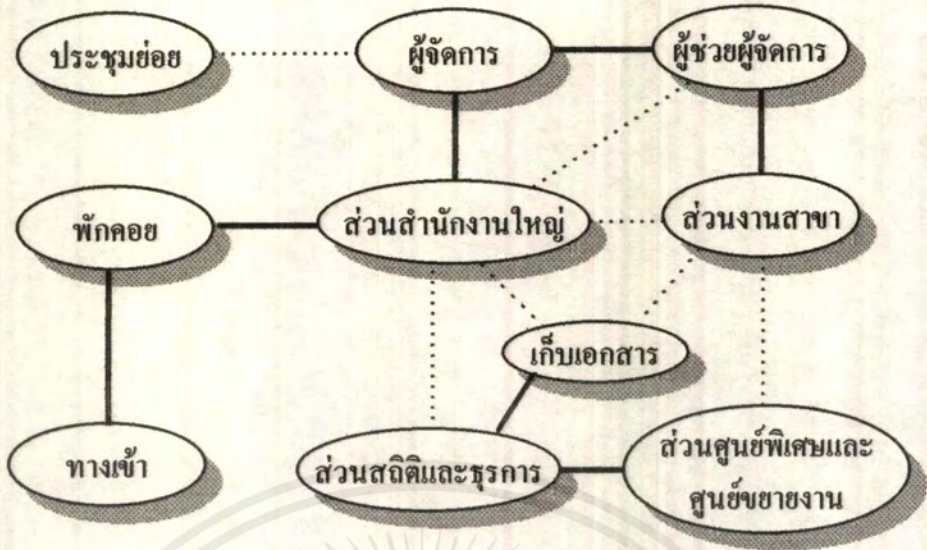 ประชุมย่อย
ผู้จัดการ
ผู้ช่วยผู้จัดการ
พักคอย
ส่วนสำนักงานใหญ่
ส่วนงานสาขา
เก็บเอกสาร
ทางเข้า
ส่วนสถิติและธุรการ
ส่วนศูนย์พิเศษและ
ศูนย์ขยายงาน